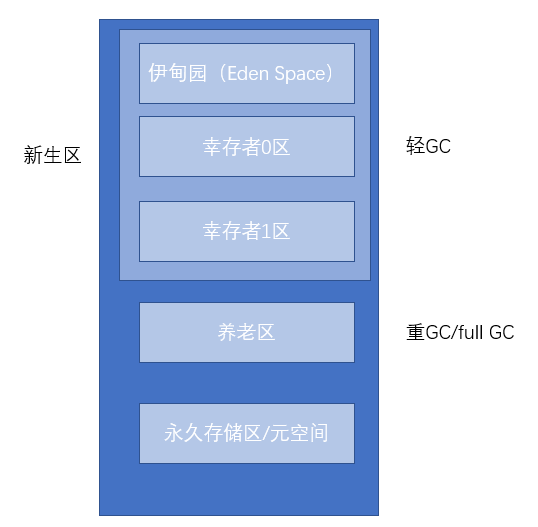 伊甸园（Eden Space）
新生区
幸存者0区
轻GC
幸存者1区
养老区
重GC/full GC
永久存储区/元空间